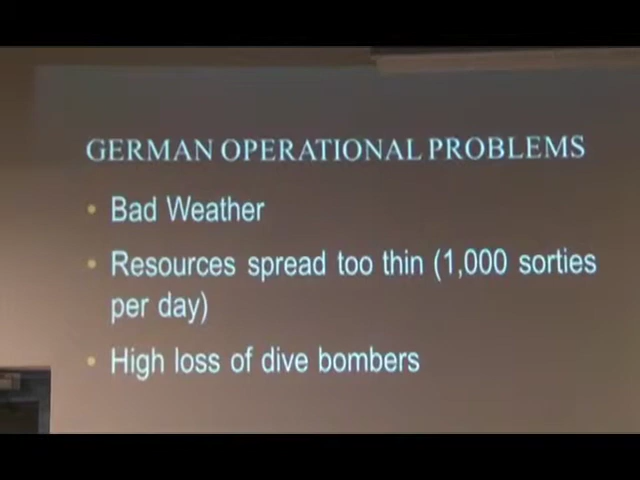 GERMAN OPERATIONAL PROBLEMS
• Bad Weather
• Resources spread too thin (1,000 sorties
per day)
• High loss of dive bombers